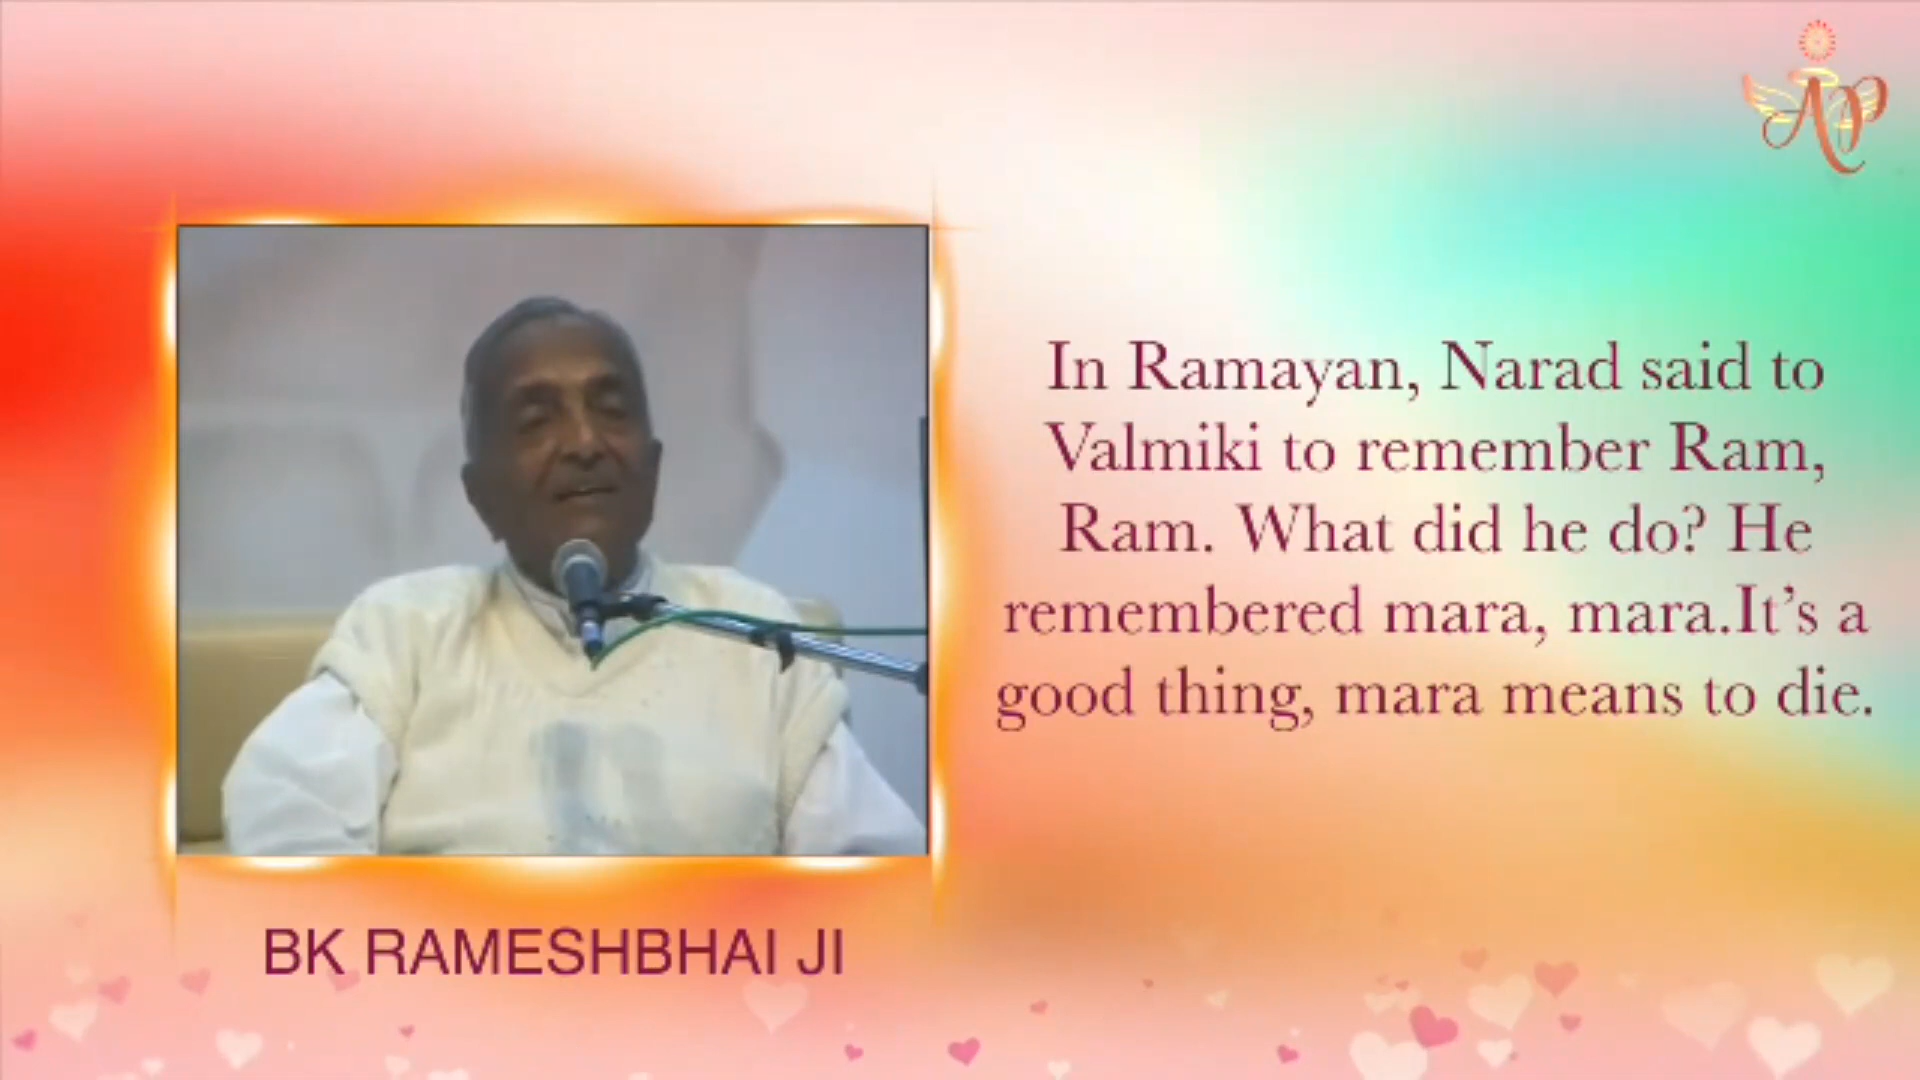 AP
In Ramayan, Narad said to
Valmiki to remember Ram,
Ram. What did he do? He
remembered mara, mara.It’s a
good thing, mara means to die.
BK RAMESHBHAI JI